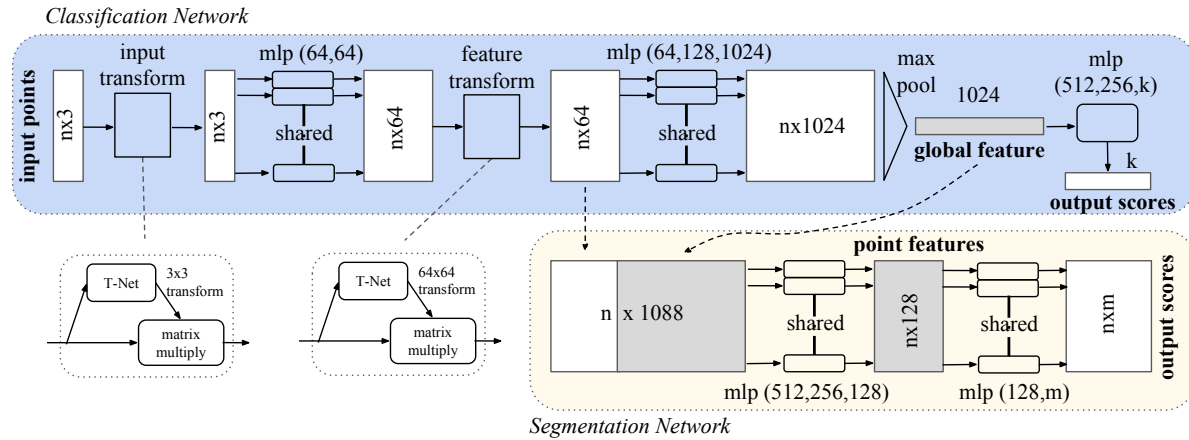 Classification Network
input points
nx3
input
transform
nx3
mlp (64,64)
shared
nx64
feature
transform
nx64
mlp (64,128,1024)
shared
nx1024
max
pool
1024
global feature
mlp
(512,256,k)
k
output scores
T-Net
3x3
transform
matrix
multiply
T-Net
64x64
transform
matrix
multiply
point features
n x 1088
shared
mlp (512,256,128)
nx128
shared
mlp (128,m)
nxm
output scores
Segmentation Network